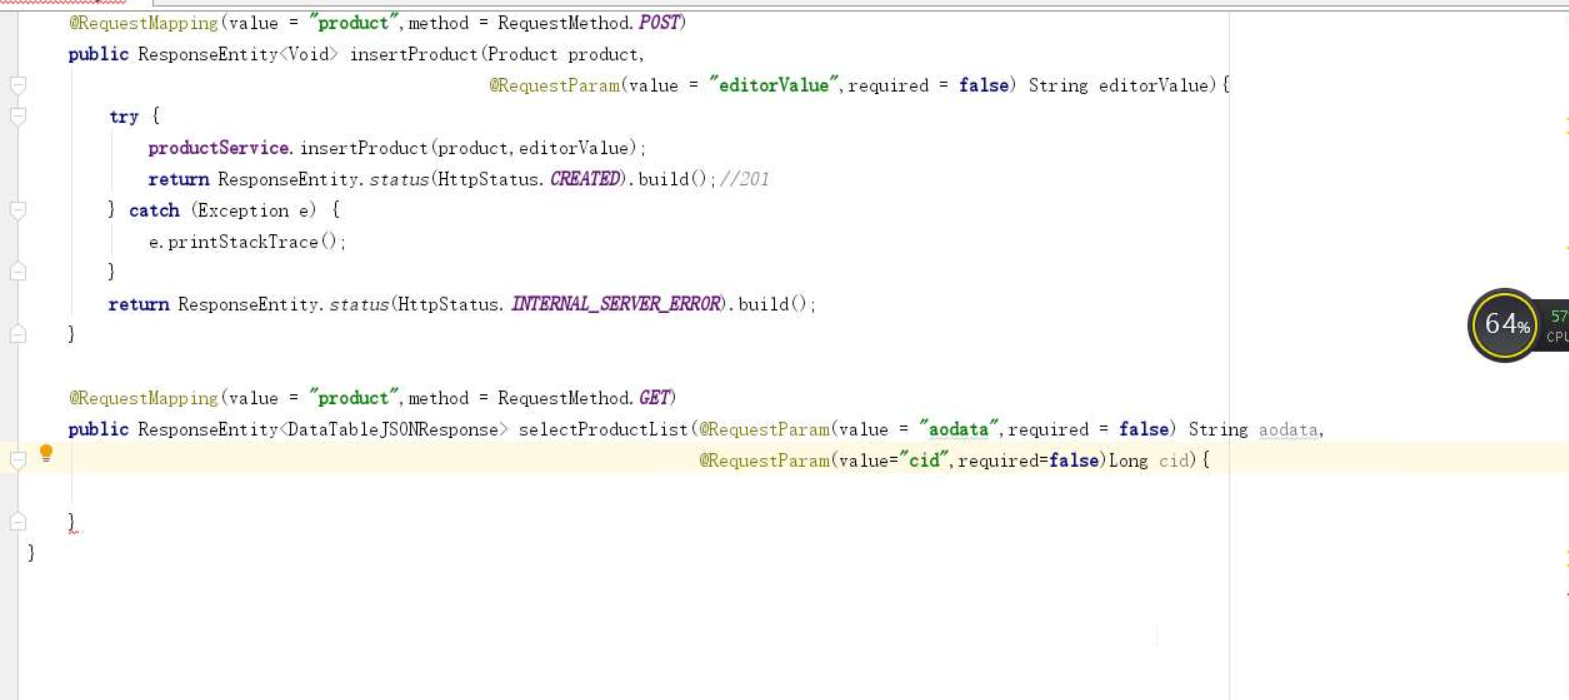 @RequestMapping(value = "product",method = RequestMethod.POST)
public ResponseEntity<Void> insertProduct(Product product,
@RequestParam(value = "editorValue",required = false) String editorValue){
try {
productService.insertProduct(product,editorValue);
return ResponseEntity.status(HttpStatus.CREATED).build();//201
} catch (Exception e) {
e.printStackTrace();
}
return ResponseEntity.status(HttpStatus.INTERNAL_SERVER_ERROR).build();
}
64%
57
CPU
@RequestMapping(value = "product",method = RequestMethod.GET)
public ResponseEntity<DataTableJSONResponse> selectProductList(@RequestParam(value = "aodata",required = false) String aodata,
@RequestParam(value="cid",required=false)Long cid){
}
}